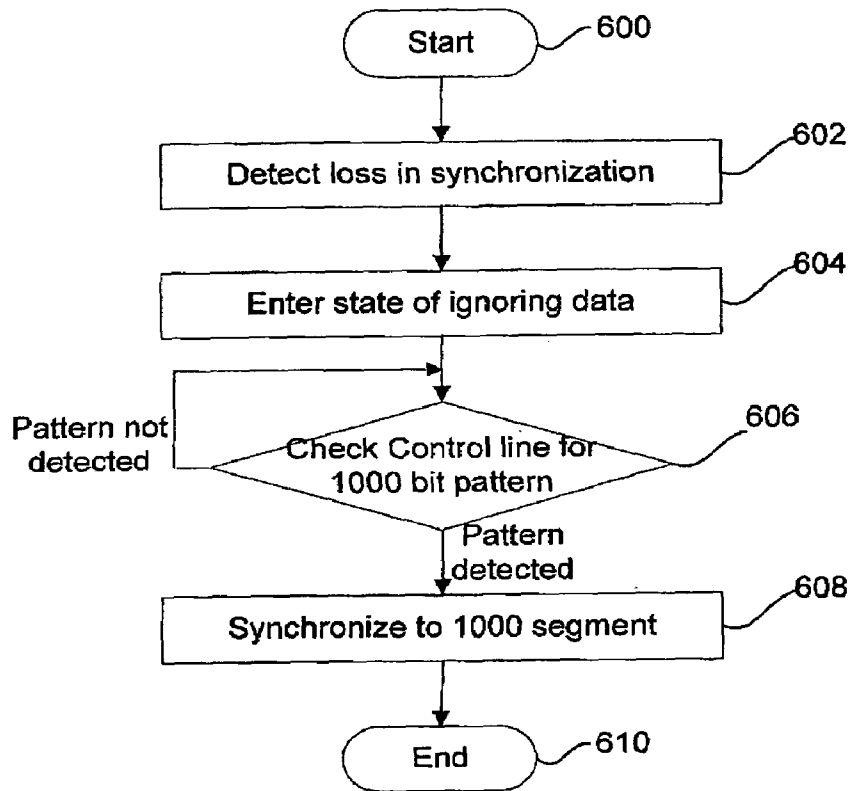 Start
600
Detect loss in synchronization
602
Enter state of ignoring data
604
Pattern not
detected
Check Control line for
1000 bit pattern
606
Pattern
detected
Synchronize to 1000 segment
608
End
610